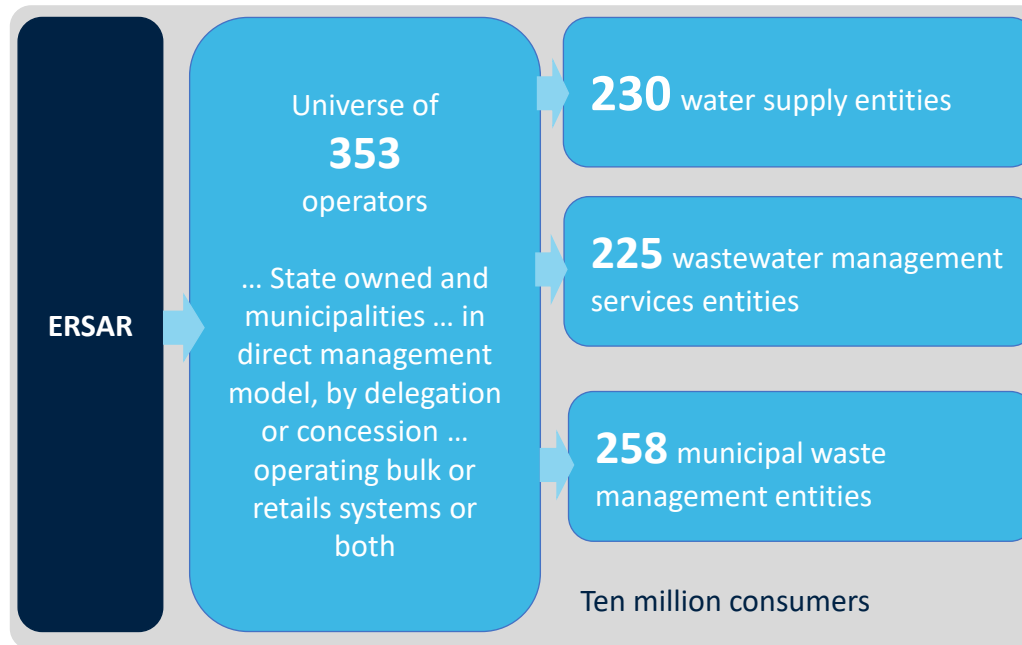 ERSAR
Universe of
353
operators
... State owned and
municipalities ... in
direct management
model, by delegation
or concession ...
operating bulk or
retails systems or
both
230 water supply entities
225 wastewater management
services entities
258 municipal waste
management entities
Ten million consumers